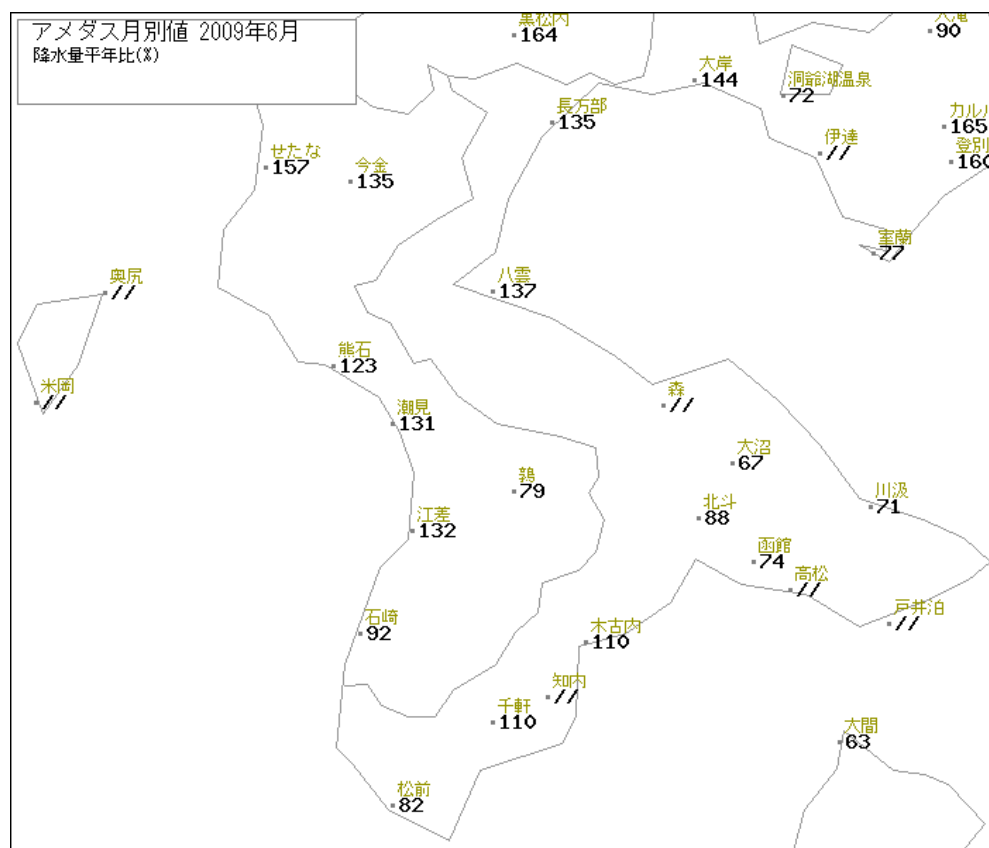 アメダス月別値 2009年6月
降水量平年比(%)
黒松内
164
90
大岸
144
洞爺湖温泉
72
長万部
135
カルル
165
伊達
//
登別
160
せたな
157
今金
135
室蘭
77
奥尻
//
八雲
137
熊石
123
米岡
//
潮見
131
森
//
大沼
67
鶉
79
川汲
71
北斗
88
江差
132
函館
74
高松
//
戸井泊
//
石崎
92
木古内
110
知内
//
千軒
110
大間
63
松前
82